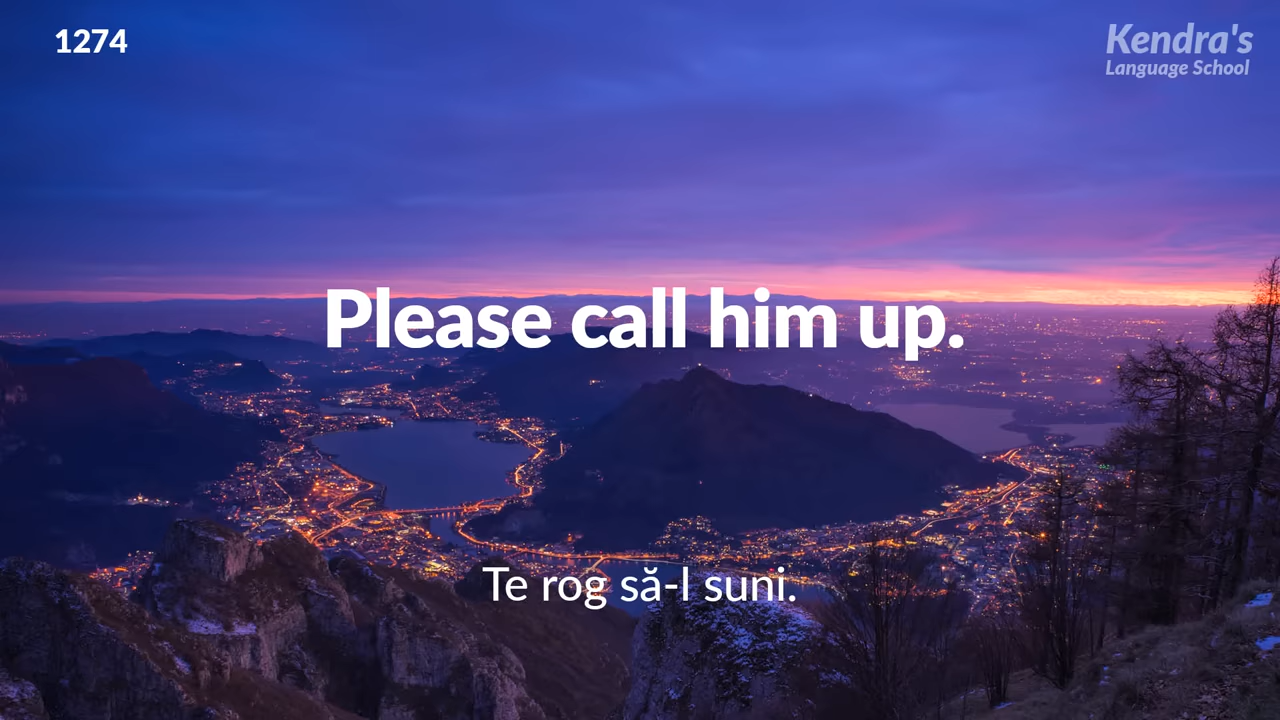 1274
Kendra's
Language School
Please call him up.
Te rog să-l suni.